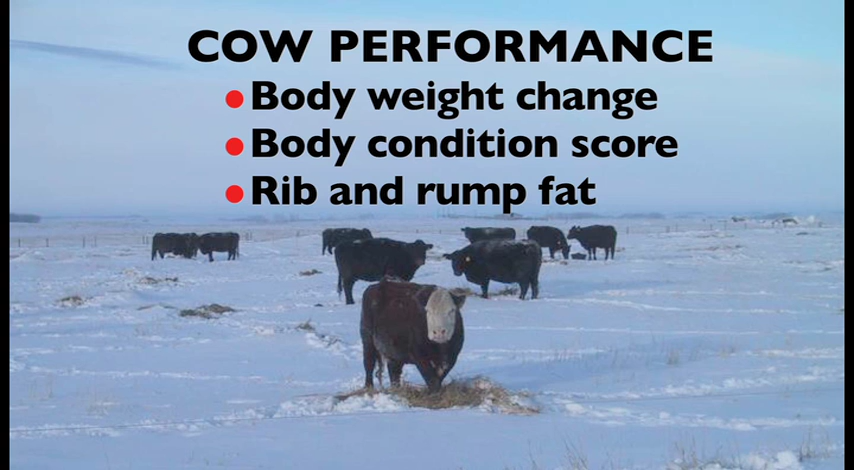 COW PERFORMANCE
• Body weight change
• Body condition score
• Rib and rump fat